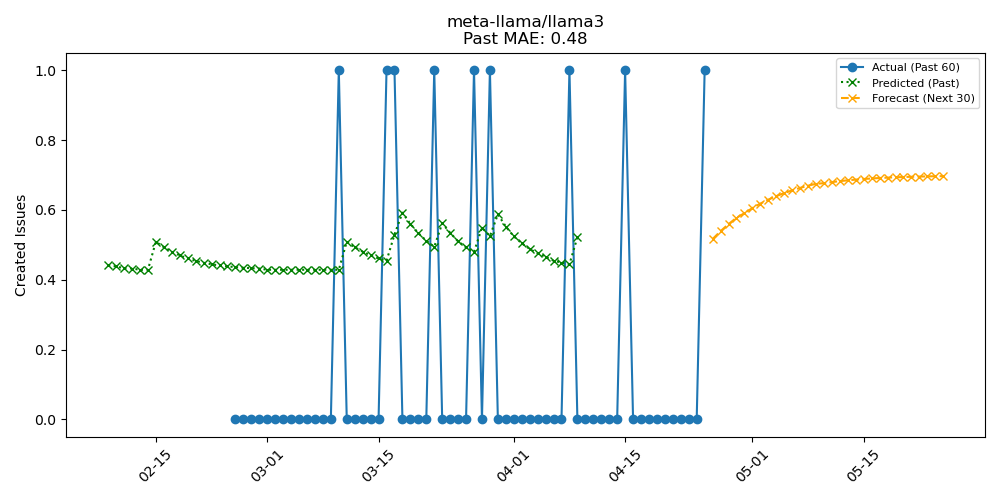 meta-llama/llama3
Past MAE: 0.48
Actual (Past 60)
Predicted (Past)
Forecast (Next 30)
Created Issues
1.0
0.8
0.6
0.4
0.2
0.0
02-15
03-01
03-15
04-01
04-15
05-01
05-15